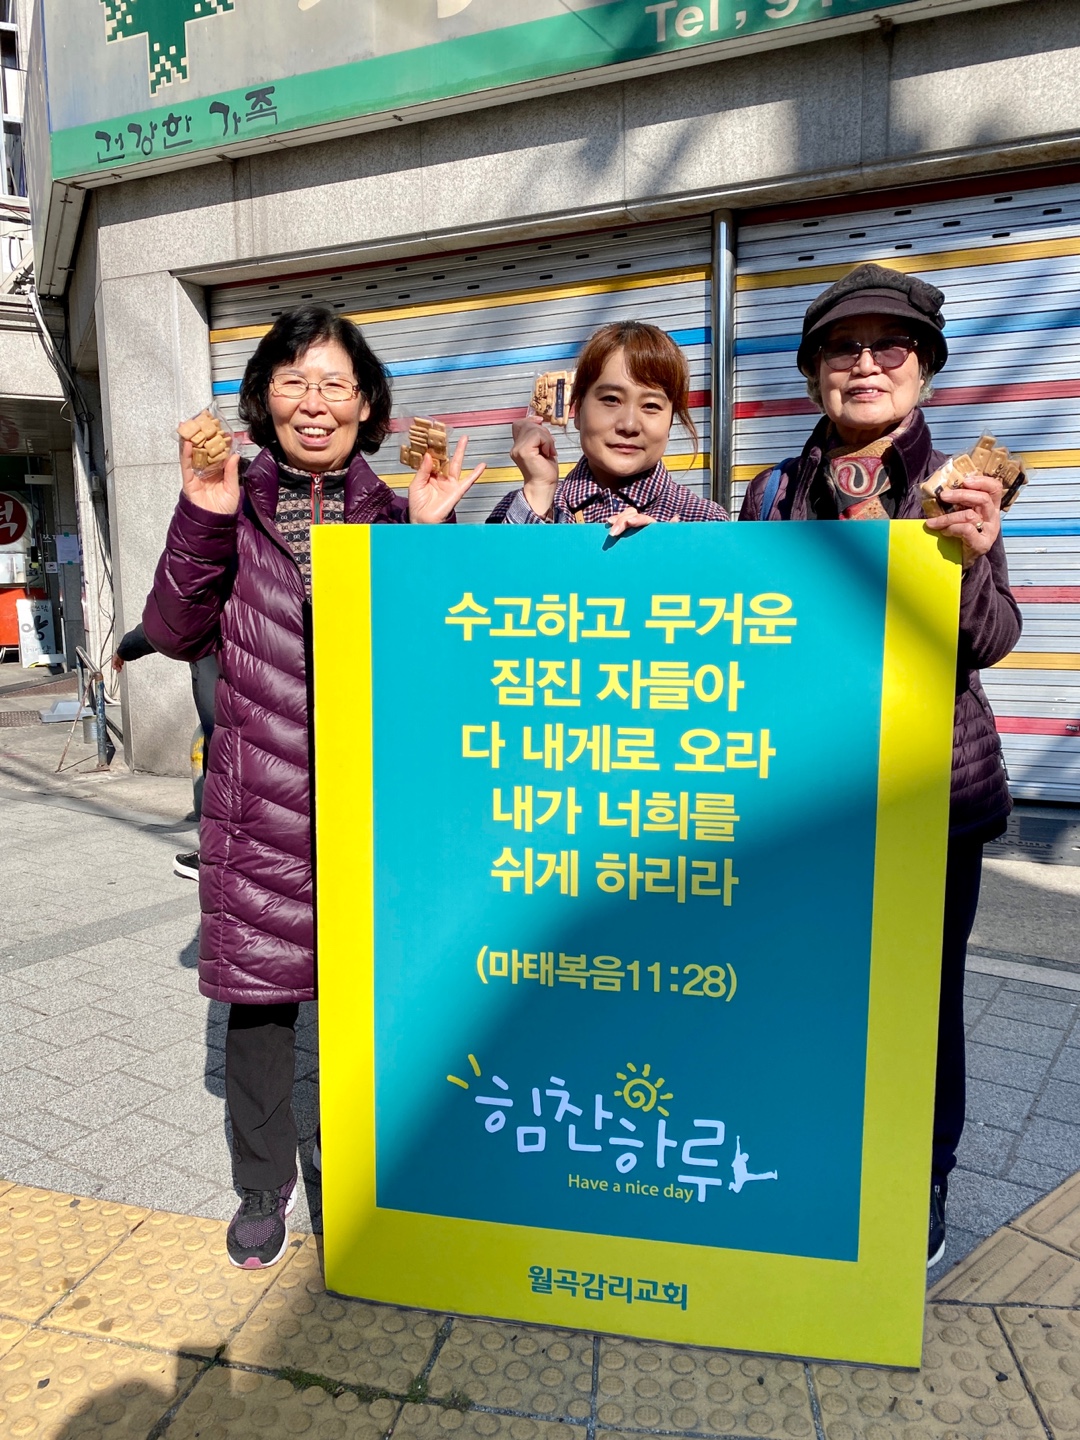 Tel,
건강한 가족
수고하고 무거운
짐진 자들아
다 내게로 오라
내가 너희를
쉬게 하리라
(마태복음11:28)
힘찬하루
Have a nice day
월곡감리교회